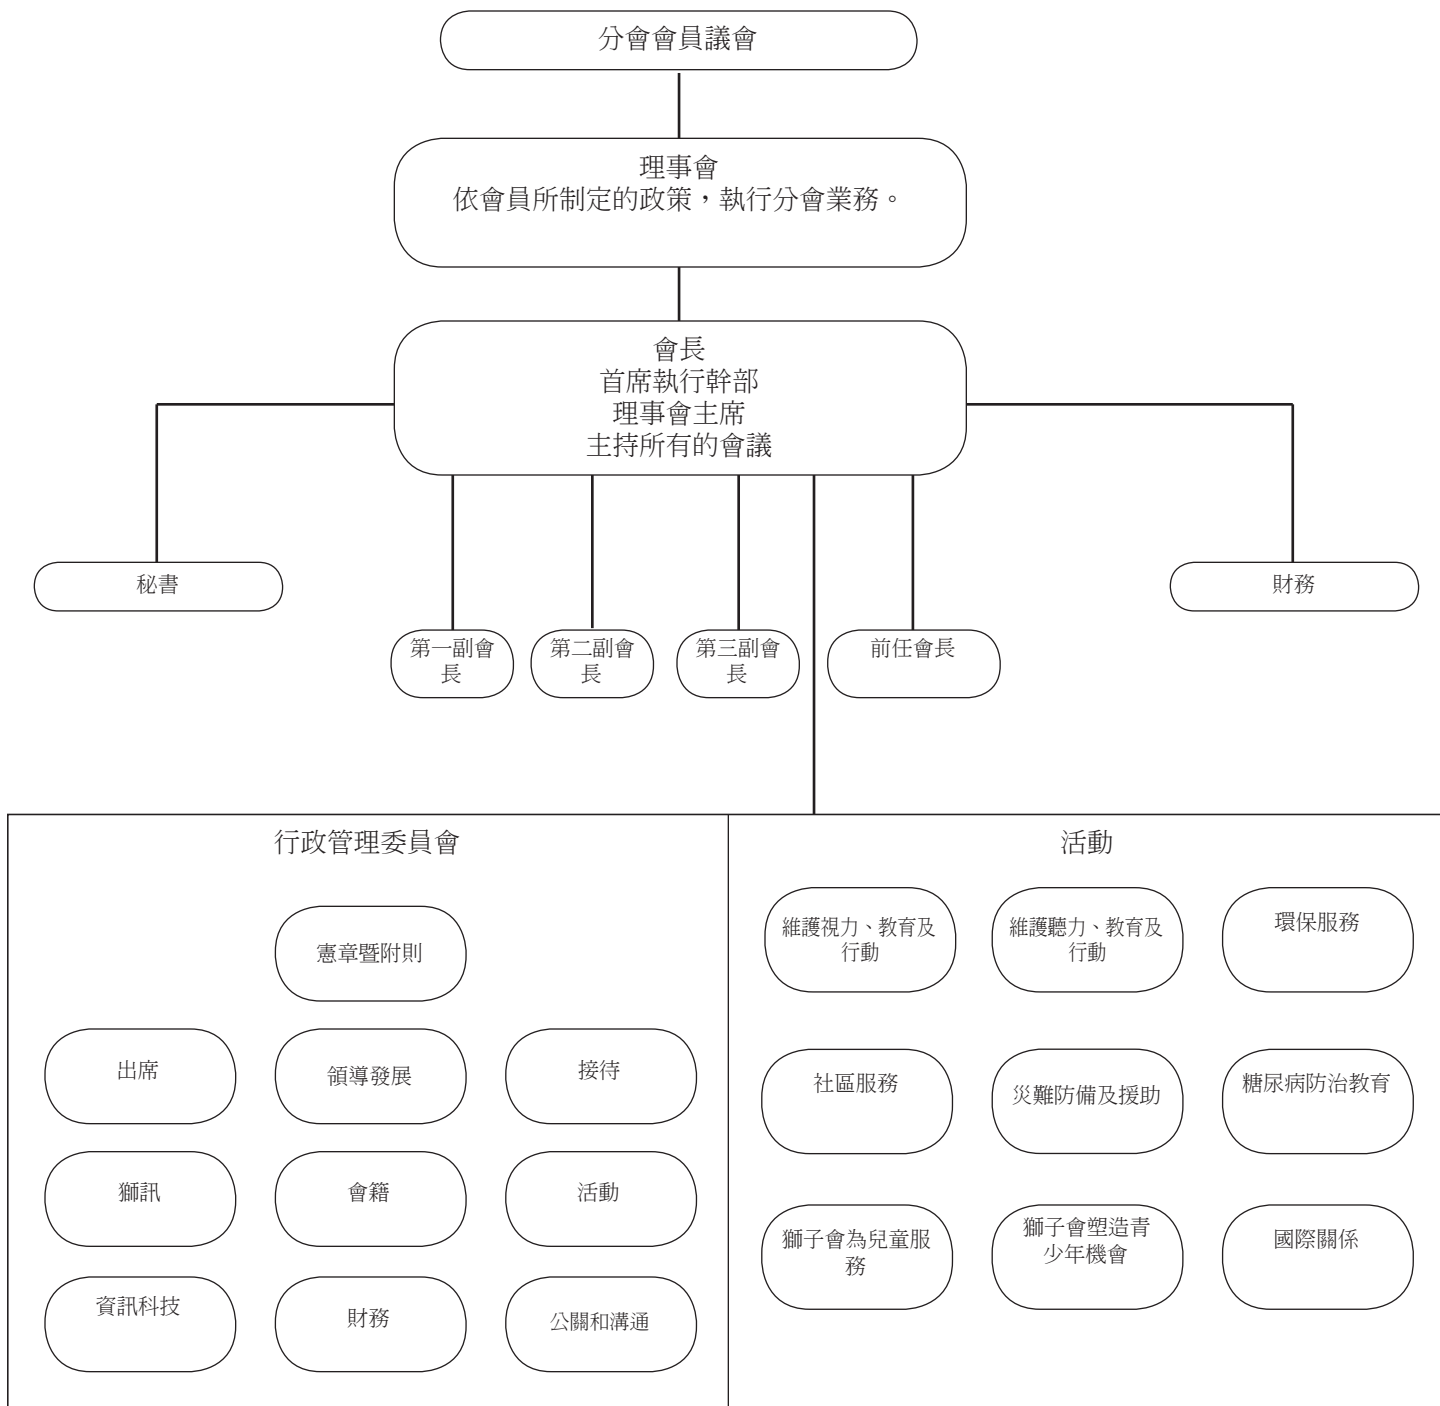 分會會員議會
理事會
依會員所制定的政策，執行分會業務。
會長
首席執行幹部
理事會主席
主持所有的會議
秘書
財務
第一副會
長
第二副會
長
第三副會
長
前任會長
行政管理委員會
憲章暨附則
出席
領導發展
接待
獅訊
會籍
活動
資訊科技
財務
公關和溝通
活動
維護視力、教育及
行動
維護聽力、教育及
行動
環保服務
社區服務
災難防備及援助
糖尿病防治教育
獅子會為兒童服
務
獅子會塑造青
少年機會
國際關係